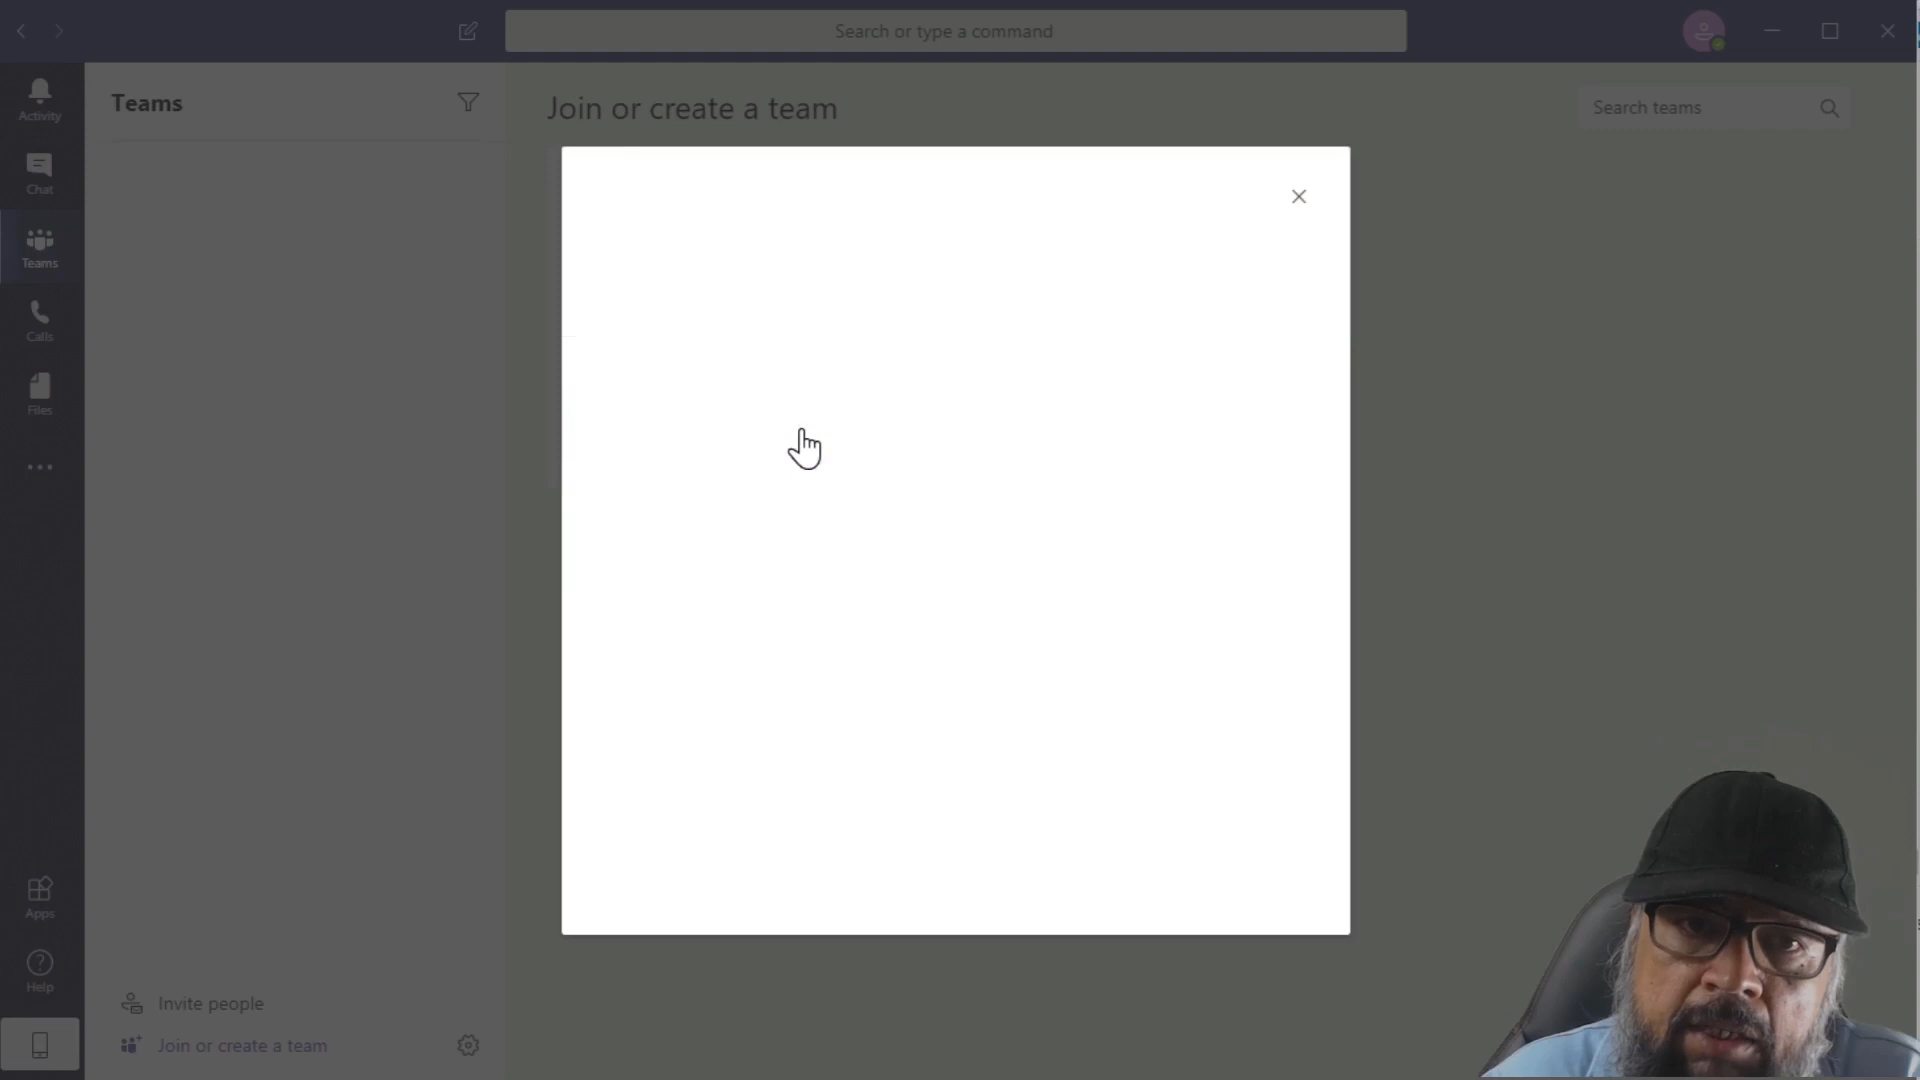 Search or type a command
Activity
Chat
Teams
Calls
Files
Apps
Help
Teams
Invite people
Join or create a team
Join or create a team
Search teams